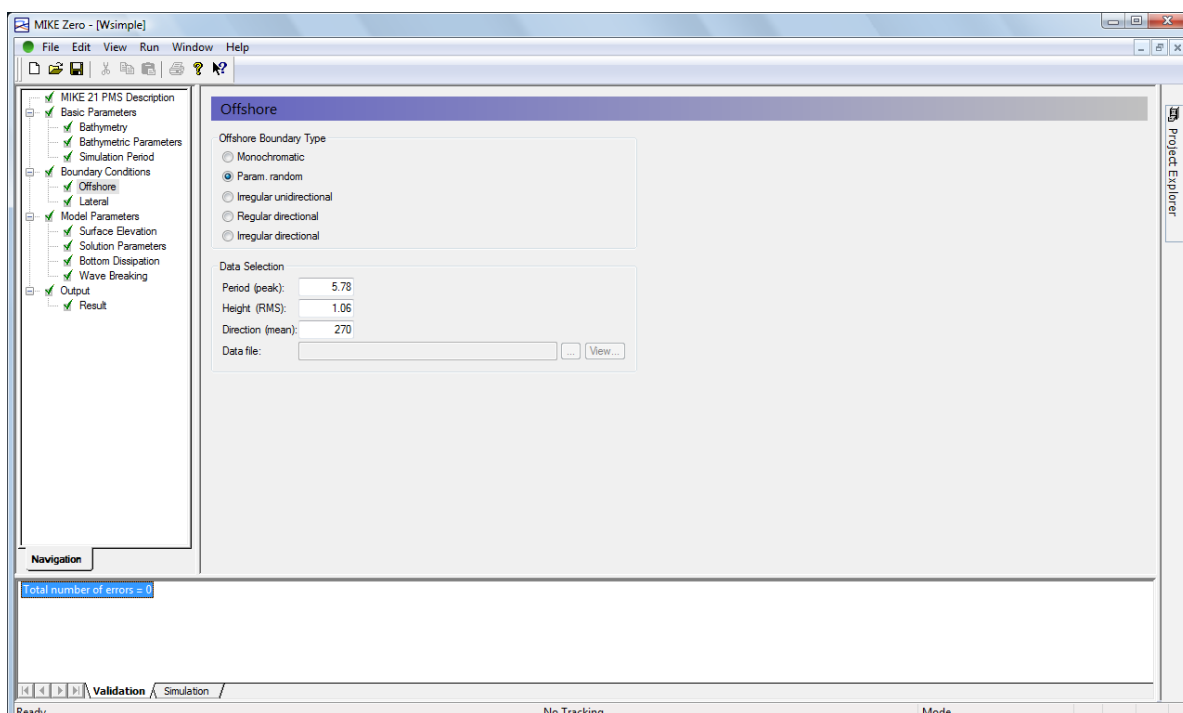 MIKE Zero - [Wsimple]
File Edit View Run Window Help
MIKE 21 PMS Description
Basic Parameters
Bathymetry
Bathymetric Parameters
Simulation Period
Boundary Conditions
Offshore
Lateral
Model Parameters
Surface Elevation
Solution Parameters
Bottom Dissipation
Wave Breaking
Output
Result
Navigation
Offshore
Offshore Boundary Type
Monochromatic
Param. random
Irregular unidirectional
Regular directional
Irregular directional
Data Selection
Period (peak): 5.78
Height (RMS): 1.06
Direction (mean): 270
Data file: ... View...
Project Explorer
Total number of errors = 0
Validation Simulation
Ready No Tracking Mode